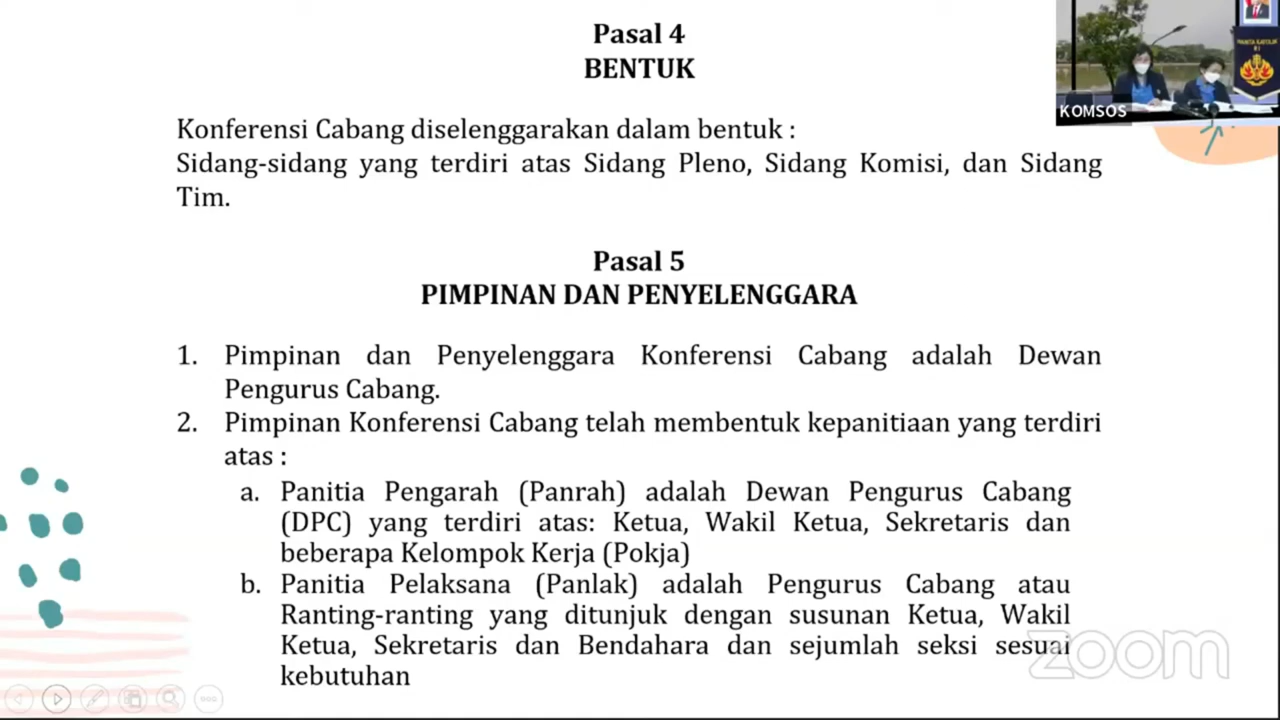 Pasal 4
BENTUK
Konferensi Cabang diselenggarakan dalam bentuk :
Sidang-sidang yang terdiri atas Sidang Pleno, Sidang Komisi, dan Sidang
Tim.
Pasal 5
PIMPINAN DAN PENYELENGGARA
1. Pimpinan dan Penyelenggara Konferensi Cabang adalah Dewan
Pengurus Cabang.
2. Pimpinan Konferensi Cabang telah membentuk kepanitiaan yang terdiri
atas :
a. Panitia Pengarah (Panrah) adalah Dewan Pengurus Cabang
(DPC) yang terdiri atas: Ketua, Wakil Ketua, Sekretaris dan
beberapa Kelompok Kerja (Pokja)
b. Panitia Pelaksana (Panlak) adalah Pengurus Cabang atau
Ranting-ranting yang ditunjuk dengan susunan Ketua, Wakil
Ketua, Sekretaris dan Bendahara dan sejumlah seksi sesuai
kebutuhan
KOMSOS
zoom